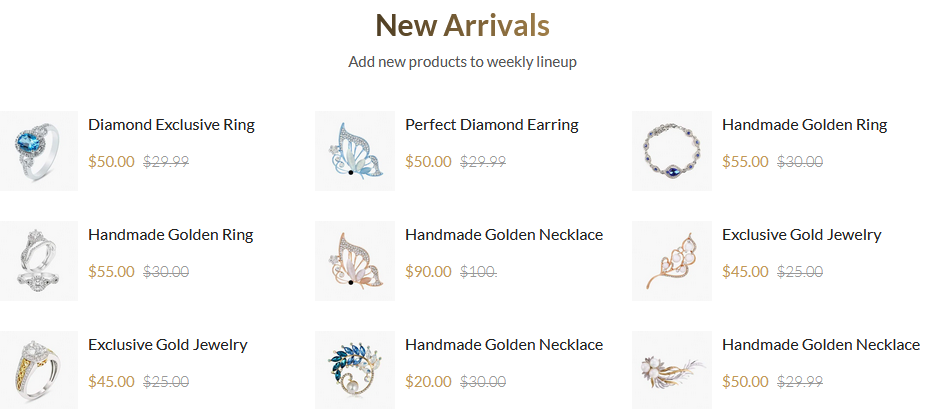 New Arrivals
Add new products to weekly lineup
Diamond Exclusive Ring
$50.00 $29.99
Perfect Diamond Earring
$50.00 $29.99
Handmade Golden Ring
$55.00 $30.00
Handmade Golden Ring
$55.00 $30.00
Handmade Golden Necklace
$90.00 $100.
Exclusive Gold Jewelry
$45.00 $25.00
Exclusive Gold Jewelry
$45.00 $25.00
Handmade Golden Necklace
$20.00 $30.00
Handmade Golden Necklace
$50.00 $29.99